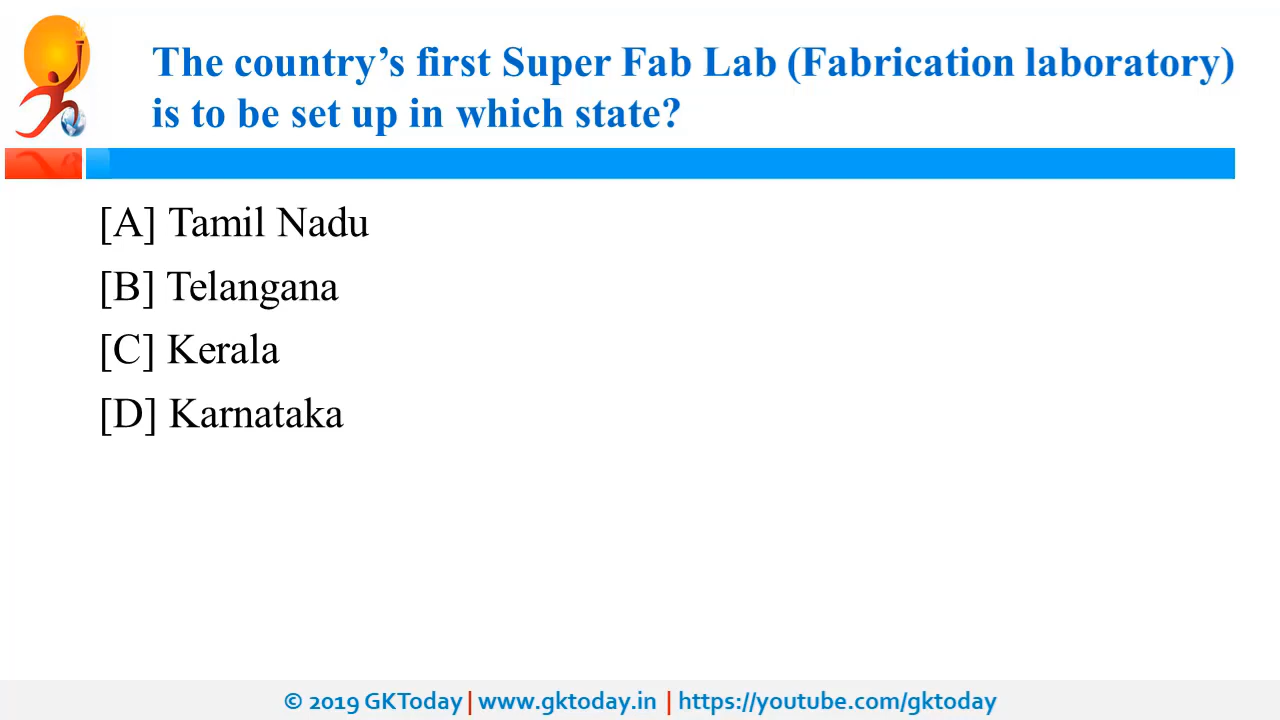 The country’s first Super Fab Lab (Fabrication laboratory)
is to be set up in which state?
[A] Tamil Nadu
[B] Telangana
[C] Kerala
[D] Karnataka
© 2019 GKToday | www.gktoday.in | https://youtube.com/gktoday